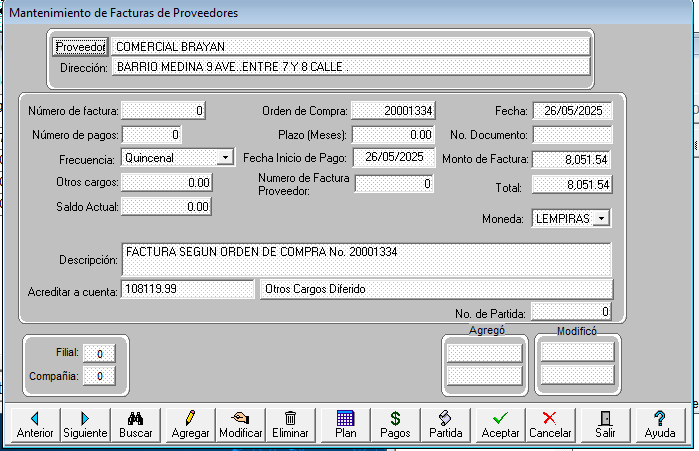 Mantenimiento de Facturas de Proveedores
Proveedor COMERCIAL BRAYAN
Dirección: BARRIO MEDINA 9 AVE..ENTRE 7 Y 8 CALLE .
Número de factura: 0 Orden de Compra: 20001334 Fecha: 26/05/2025
Número de pagos: 0 Plazo (Meses): 0.00 No. Documento:
Frecuencia: Quincenal Fecha Inicio de Pago: 26/05/2025 Monto de Factura: 8,051.54
Otros cargos: 0.00 Numero de Factura Proveedor: 0 Total: 8,051.54
Saldo Actual: 0.00
Moneda: LEMPIRAS
Descripción: FACTURA SEGUN ORDEN DE COMPRA No. 20001334
Acreditar a cuenta: 108119.99 Otros Cargos Diferido
No. de Partida: 0
Agregó Modificó
Filial: 0
Compañia: 0
Anterior Siguiente Buscar Agregar Modificar Eliminar Plan Pagos Partida Aceptar Cancelar Salir Ayuda